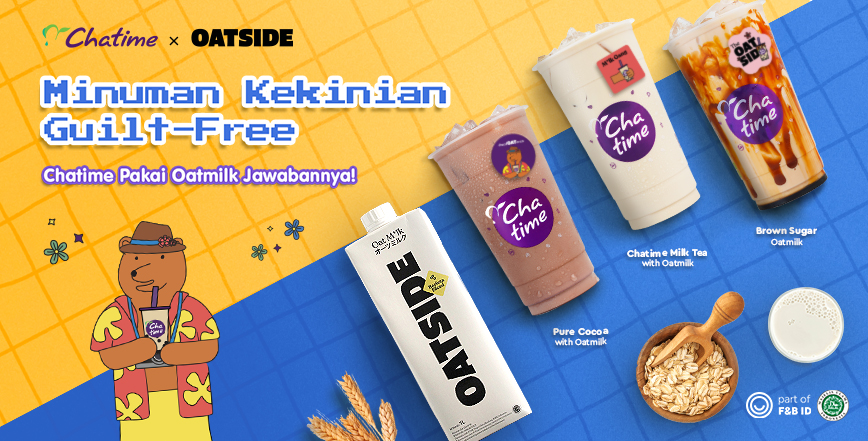 Chatime × OATSIDE
Minuman Kekinian
Guilt-Free
Chatime Pakai Oatmilk Jawabannya!
Cha
time
Oat M*lk
オーツミルク
OATSIDE
Cha
time
Pure Cocoa
with Oatmilk
Cha
time
Chatime Milk Tea
with Oatmilk
The
OAT
SIDE
Cha
time
Brown Sugar
Oatmilk
part of
F&B ID